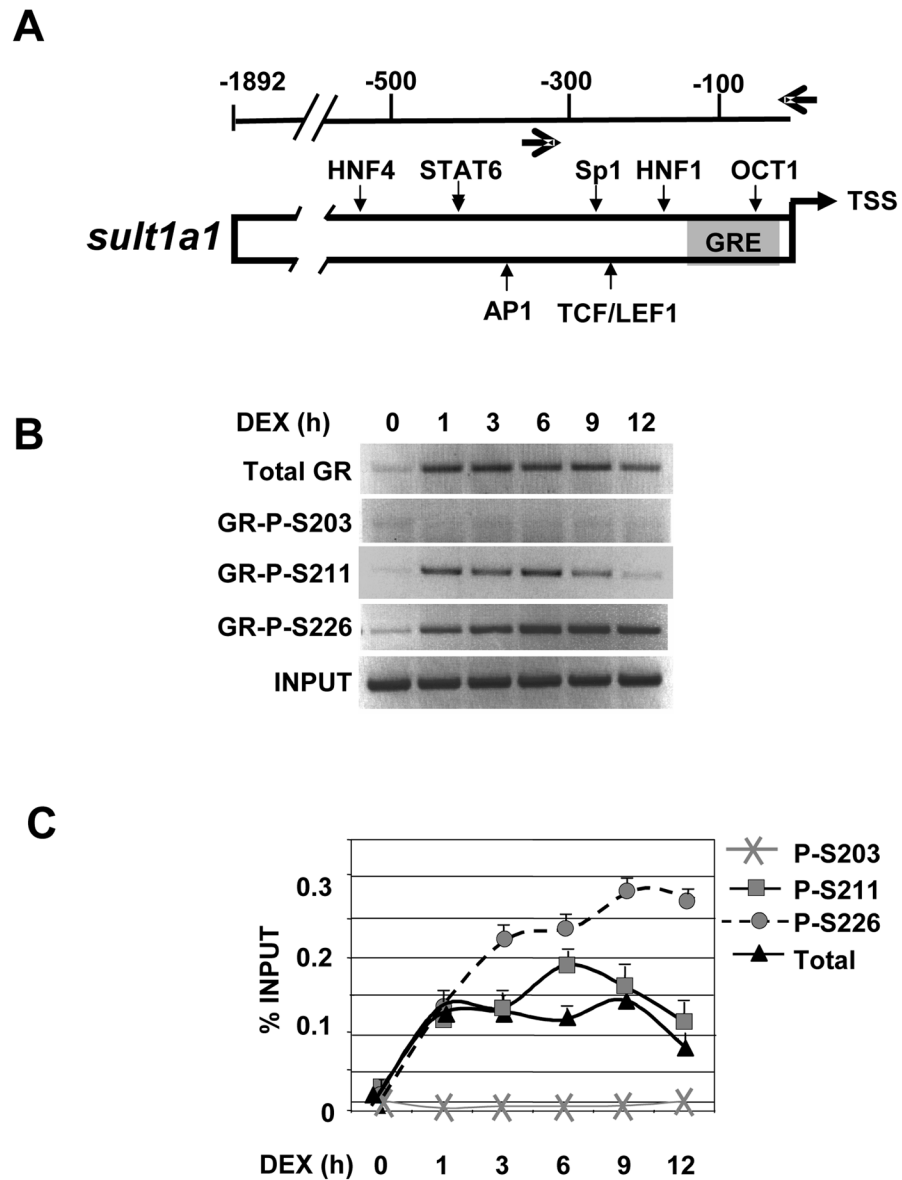 A
-1892 -500 -300 -100
HNF4 STAT6 Sp1 HNF1 OCT1
TSS
sult1a1
GRE
AP1 TCF/LEF1
B
DEX (h) 0 1 3 6 9 12
Total GR
GR-P-S203
GR-P-S211
GR-P-S226
INPUT
C
% INPUT
0.3
0.2
0.1
0
DEX (h) 0 1 3 6 9 12
P-S203
P-S211
P-S226
Total